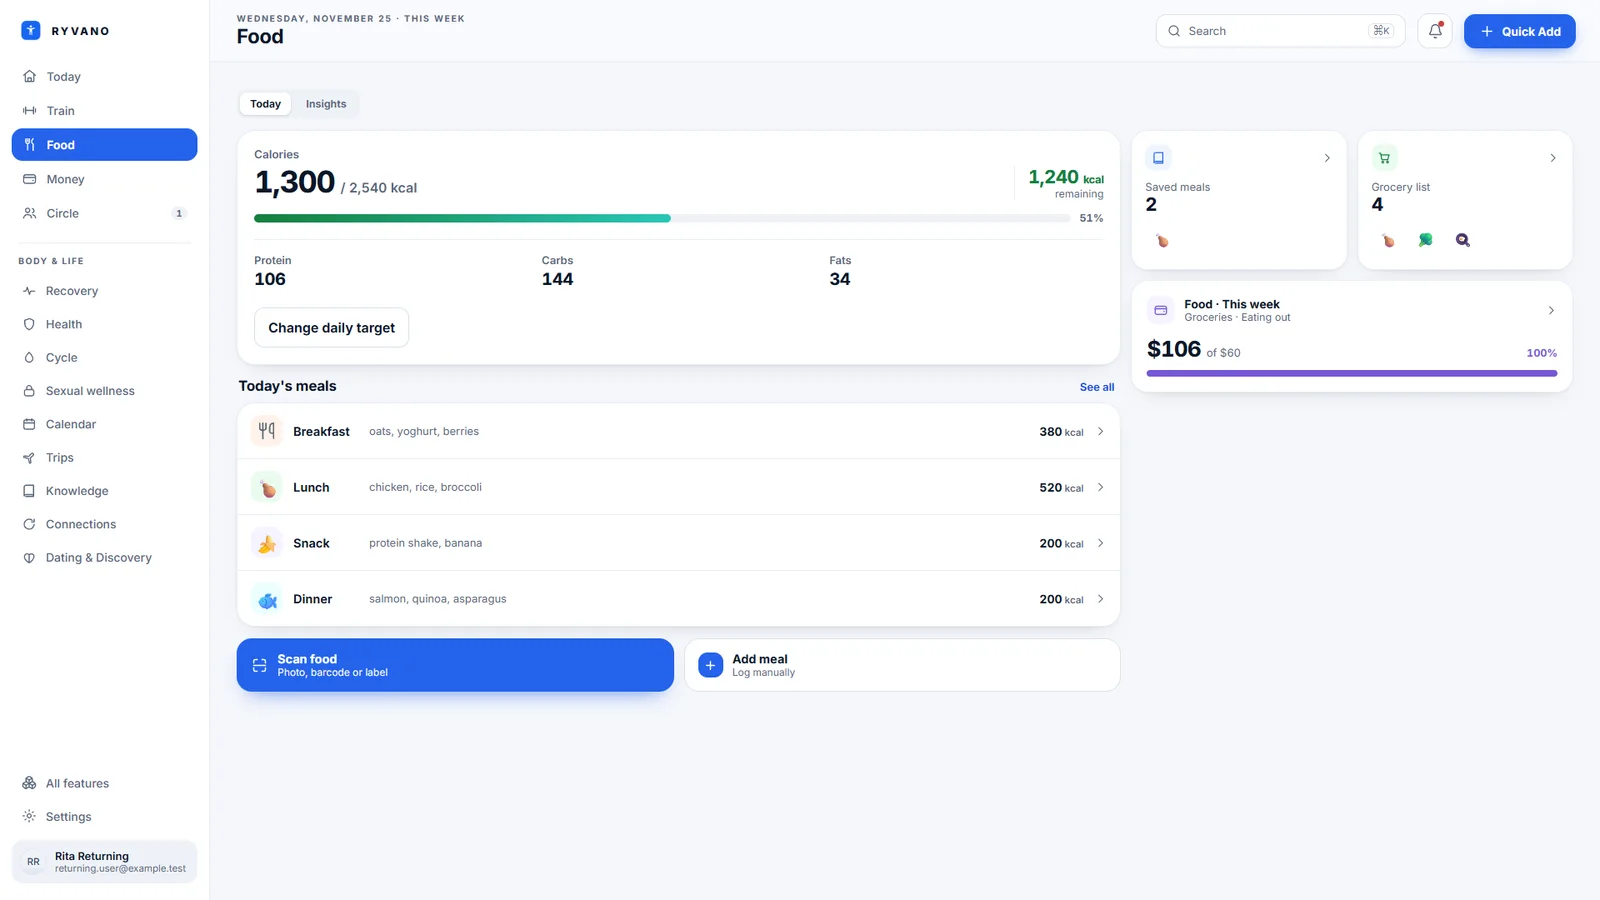 RYVANO
Today
Train
Food
Money
Circle 1
BODY & LIFE
Recovery
Health
Cycle
Sexual wellness
Calendar
Trips
Knowledge
Connections
Dating & Discovery
All features
Settings
RR
Rita Returning
returning.user@example.test
WEDNESDAY, NOVEMBER 25 · THIS WEEK
Food
Search ⌘K
Quick Add
Today Insights
Calories
1,300 / 2,540 kcal
1,240 kcal
remaining
51%
Protein
106
Carbs
144
Fats
34
Change daily target
Today's meals See all
Breakfast oats, yoghurt, berries 380 kcal
Lunch chicken, rice, broccoli 520 kcal
Snack protein shake, banana 200 kcal
Dinner salmon, quinoa, asparagus 200 kcal
Scan food
Photo, barcode or label
Add meal
Log manually
Saved meals
2
Grocery list
4
Food · This week
Groceries · Eating out
$106 of $60 100%